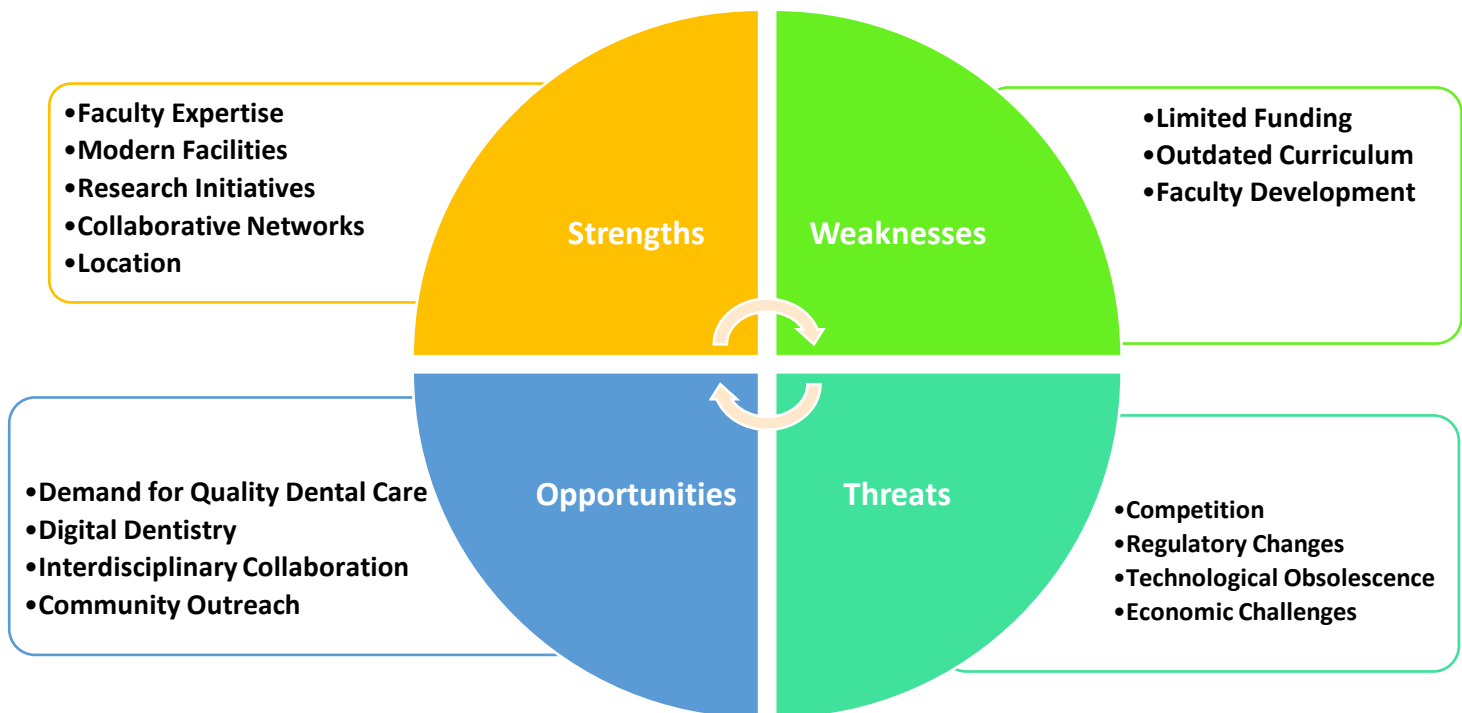 •Faculty Expertise
•Modern Facilities
•Research Initiatives
•Collaborative Networks
•Location
Strengths
Weaknesses
•Limited Funding
•Outdated Curriculum
•Faculty Development
•Demand for Quality Dental Care
•Digital Dentistry
•Interdisciplinary Collaboration
•Community Outreach
Opportunities
Threats
•Competition
•Regulatory Changes
•Technological Obsolescence
•Economic Challenges